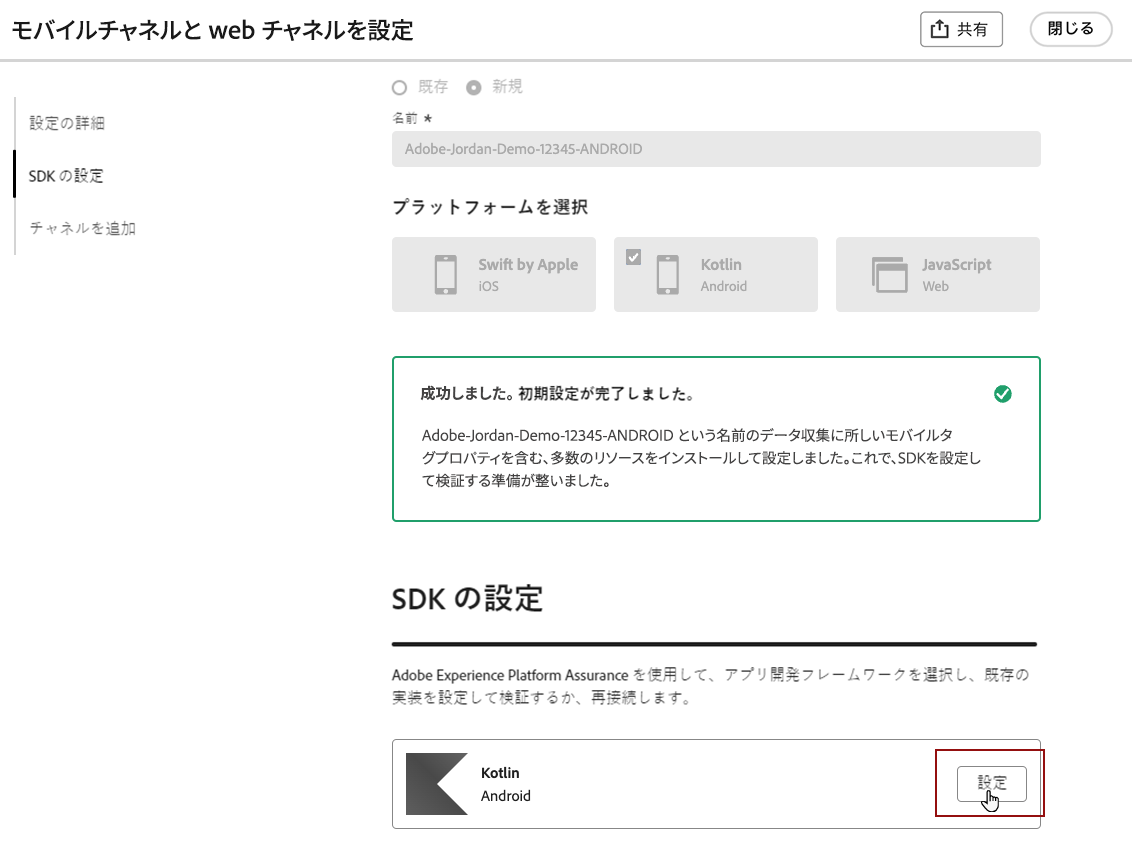 モバイルチャネルと web チャネルを設定
共有
閉じる
設定の詳細
SDK の設定
チャネルを追加
既存 新規
名前 *
Adobe-Jordan-Demo-12345-ANDROID
プラットフォームを選択
Swift by Apple
iOS
Kotlin
Android
JavaScript
Web
成功しました。初期設定が完了しました。
Adobe-Jordan-Demo-12345-ANDROID という名前のデータ収集に所しいモバイルタ
グプロパティを含む、多数のリソースをインストールして設定しました。これで、SDKを設定し
て検証する準備が整いました。
SDK の設定
Adobe Experience Platform Assurance を使用して、アプリ開発フレームワークを選択し、既存の
実装を設定して検証するか、再接続します。
Kotlin
Android
設定